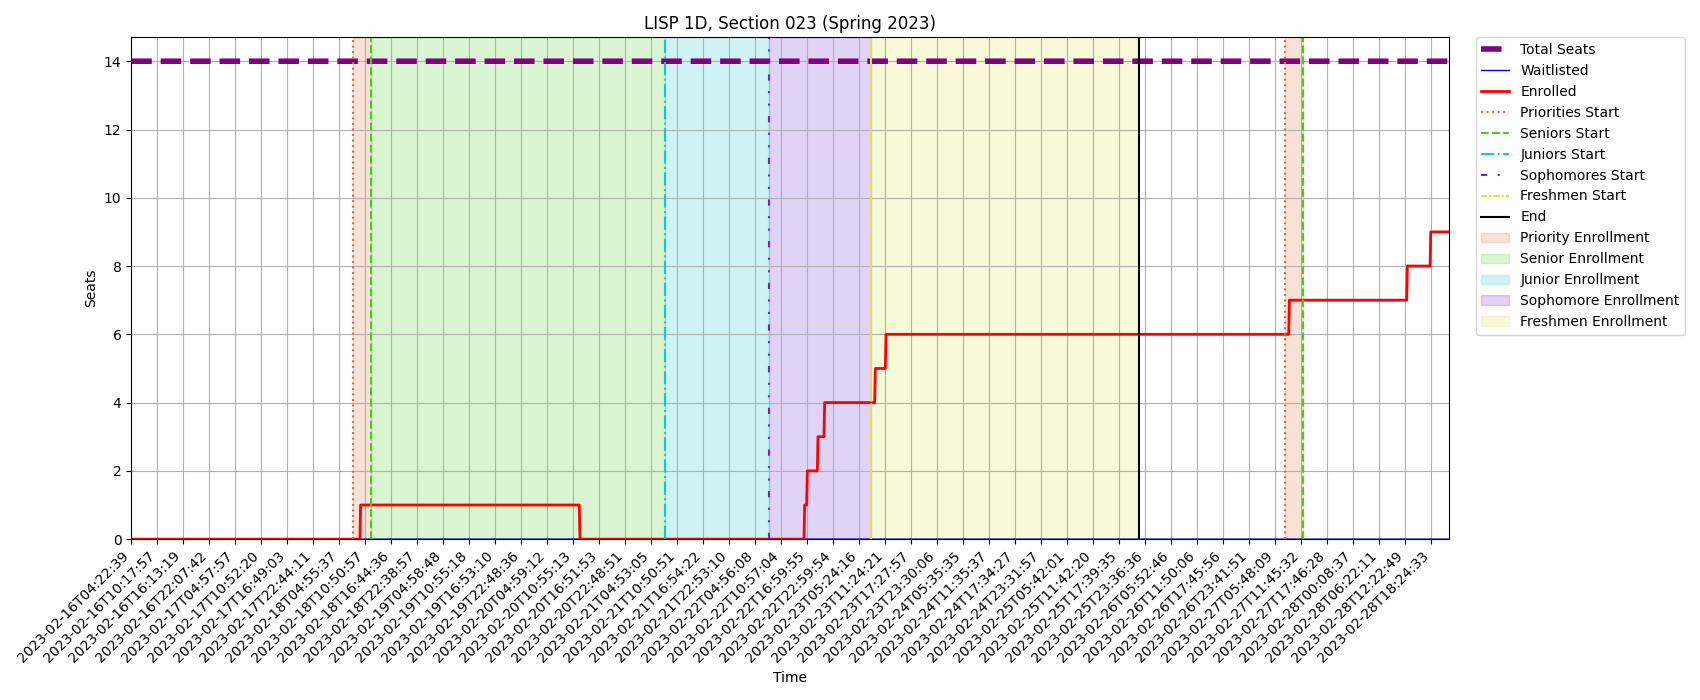 LISP 1D, Section 023 (Spring 2023)
Seats
14
12
10
8
6
4
2
0
2023-02-16T04:22:39
2023-02-16T10:17:57
2023-02-16T16:13:19
2023-02-16T22:07:42
2023-02-17T04:57:57
2023-02-17T10:52:20
2023-02-17T16:49:03
2023-02-17T22:44:11
2023-02-18T04:55:37
2023-02-18T10:50:57
2023-02-18T16:44:36
2023-02-18T22:38:57
2023-02-19T04:58:48
2023-02-19T10:55:18
2023-02-19T16:53:10
2023-02-19T22:48:36
2023-02-20T04:59:12
2023-02-20T10:55:13
2023-02-20T16:51:53
2023-02-20T22:48:51
2023-02-21T04:53:05
2023-02-21T10:50:51
2023-02-21T16:54:22
2023-02-21T22:53:10
2023-02-22T04:56:08
2023-02-22T10:57:04
2023-02-22T16:59:55
2023-02-22T22:59:54
2023-02-23T05:24:16
2023-02-23T11:24:21
2023-02-23T17:27:57
2023-02-23T23:30:06
2023-02-24T05:35:35
2023-02-24T11:35:37
2023-02-24T17:34:27
2023-02-24T23:31:57
2023-02-25T05:42:01
2023-02-25T11:42:20
2023-02-25T17:39:35
2023-02-25T23:36:36
2023-02-26T05:52:46
2023-02-26T11:50:06
2023-02-26T17:45:56
2023-02-26T23:41:51
2023-02-27T05:48:09
2023-02-27T11:45:32
2023-02-27T17:46:28
2023-02-28T00:08:37
2023-02-28T06:22:11
2023-02-28T12:22:49
2023-02-28T18:24:33
Time
Total Seats
Waitlisted
Enrolled
Priorities Start
Seniors Start
Juniors Start
Sophomores Start
Freshmen Start
End
Priority Enrollment
Senior Enrollment
Junior Enrollment
Sophomore Enrollment
Freshmen Enrollment